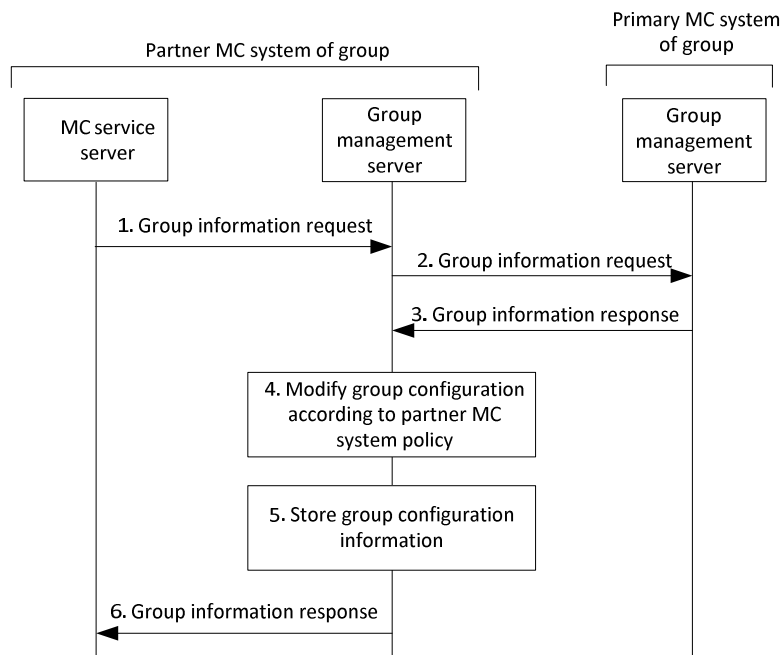 Primary MC system
of group
Partner MC system of group
MC service
server
Group
management
server
Group
management
server
1. Group information request
2. Group information request
3. Group information response
4. Modify group configuration
according to partner MC
system policy
5. Store group configuration
information
6. Group information response